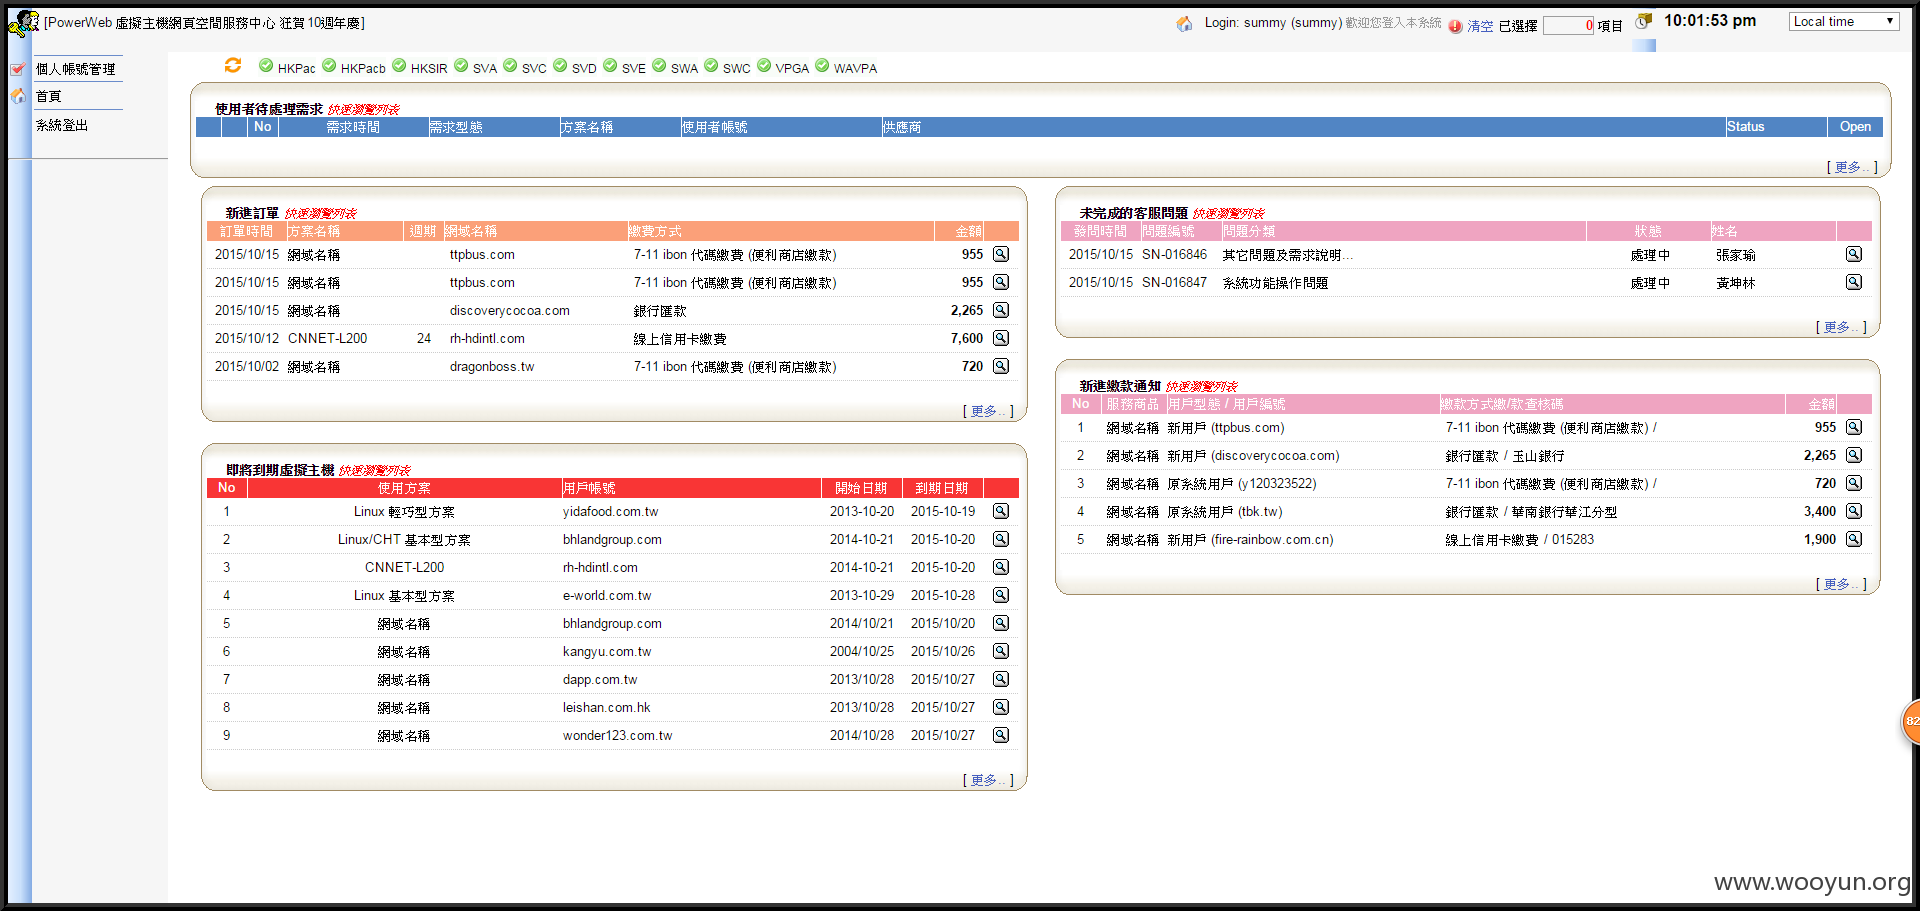 [PowerWeb 虛擬主機網頁空間服務中心 狂賀 10週年慶]
Login: summy (summy) 歡迎您登入本系統 清空 已選擇 0 項目 10:01:53 pm Local time
個人帳號管理
首頁
系統登出
HKPac HKPacb HKSIR SVA SVC SVD SVE SWA SWC VPGA WAVPA
使用者待處理需求 快速瀏覽列表
No 需求時間 需求型態 方案名稱 使用者帳號 供應商 Status Open
[ 更多.. ]
新進訂單 快速瀏覽列表
訂單時間 方案名稱 週期 網域名稱 繳費方式 金額
2015/10/15 網域名稱 ttpbus.com 7-11 ibon 代碼繳費 (便利商店繳款) 955
2015/10/15 網域名稱 ttpbus.com 7-11 ibon 代碼繳費 (便利商店繳款) 955
2015/10/15 網域名稱 discoverycocoa.com 銀行匯款 2,265
2015/10/12 CNNET-L200 24 rh-hdintl.com 線上信用卡繳費 7,600
2015/10/02 網域名稱 dragonboss.tw 7-11 ibon 代碼繳費 (便利商店繳款) 720
[ 更多.. ]
未完成的客服問題 快速瀏覽列表
發問時間 問題編號 問題分類 狀態 姓名
2015/10/15 SN-016846 其它問題及需求說明... 處理中 張家瑜
2015/10/15 SN-016847 系統功能操作問題 處理中 黃坤林
[ 更多.. ]
新進繳款通知 快速瀏覽列表
No 服務商品 用戶型態 / 用戶編號 繳款方式繳/款查核碼 金額
1 網域名稱 新用戶 (ttpbus.com) 7-11 ibon 代碼繳費 (便利商店繳款) / 955
2 網域名稱 新用戶 (discoverycocoa.com) 銀行匯款 / 玉山銀行 2,265
3 網域名稱 原系統用戶 (y120323522) 7-11 ibon 代碼繳費 (便利商店繳款) / 720
4 網域名稱 原系統用戶 (tbk.tw) 銀行匯款 / 華南銀行華江分型 3,400
5 網域名稱 新用戶 (fire-rainbow.com.cn) 線上信用卡繳費 / 015283 1,900
[ 更多.. ]
即將到期虛擬主機 快速瀏覽列表
No 使用方案 用戶帳號 開始日期 到期日期
1 Linux 輕巧型方案 yidafood.com.tw 2013-10-20 2015-10-19
2 Linux/CHT 基本型方案 bhlandgroup.com 2014-10-21 2015-10-20
3 CNNET-L200 rh-hdintl.com 2014-10-21 2015-10-20
4 Linux 基本型方案 e-world.com.tw 2013-10-29 2015-10-28
5 網域名稱 bhlandgroup.com 2014/10/21 2015/10/20
6 網域名稱 kangyu.com.tw 2004/10/25 2015/10/26
7 網域名稱 dapp.com.tw 2013/10/28 2015/10/27
8 網域名稱 leishan.com.hk 2013/10/28 2015/10/27
9 網域名稱 wonder123.com.tw 2014/10/28 2015/10/27
[ 更多.. ]
82
www.wooyun.org